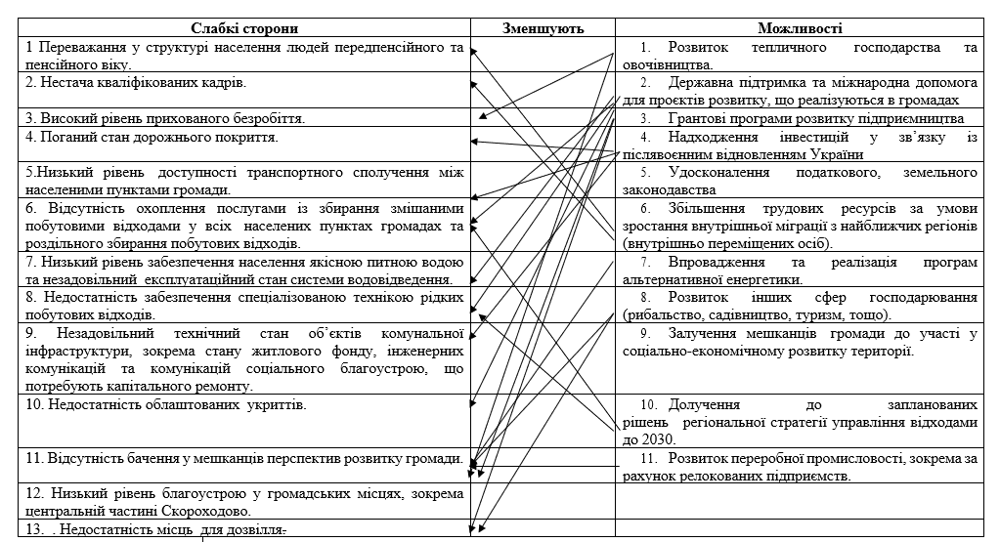 Слабкі сторони
Зменшують
Можливості
1 Переважання у структурі населення людей передпенсійного та
пенсійного віку.
1. Розвиток тепличного господарства та
овочівництва.
2. Нестача кваліфікованих кадрів.
2. Державна підтримка та міжнародна допомога
для проєктів розвитку, що реалізуються в громадах
3. Високий рівень прихованого безробіття.
3. Грантові програми розвитку підприємництва
4. Поганий стан дорожнього покриття.
4. Надходження інвестицій у зв’язку із
післявоєнним відновленням України
5.Низький рівень доступності транспортного сполучення між
населеними пунктами громади.
5. Удосконалення податкового, земельного
законодавства
6. Відсутність охоплення послугами із збирання змішаними
побутовими відходами у всіх населених пунктах громадах та
роздільного збирання побутових відходів.
6. Збільшення трудових ресурсів за умови
зростання внутрішньої міграції з найближчих регіонів
(внутрішньо переміщених осіб).
7. Низький рівень забезпечення населення якісною питною водою
та незадовільний експлуатаційний стан системи водовідведення.
7. Впровадження та реалізація програм
альтернативної енергетики.
8. Недостатність забезпечення спеціалізованою технікою рідких
побутових відходів.
8. Розвиток інших сфер господарювання
(рибальство, садівництво, туризм, тощо).
9. Незадовільний технічний стан об’єктів комунальної
інфраструктури, зокрема стану житлового фонду, інженерних
комунікацій та комунікацій соціального благоустрою, що
потребують капітального ремонту.
9. Залучення мешканців громади до участі у
соціально-економічному розвитку території.
10. Недостатність облаштованих укриттів.
10. Долучення до запланованих
рішень регіональної стратегії управління відходами
до 2030.
11. Відсутність бачення у мешканців перспектив розвитку громади.
11. Розвиток переробної промисловості, зокрема за
рахунок релокованих підприємств.
12. Низький рівень благоустрою у громадських місцях, зокрема
центральній частині Скороходово.
13. . Недостатність місць для дозвілля.